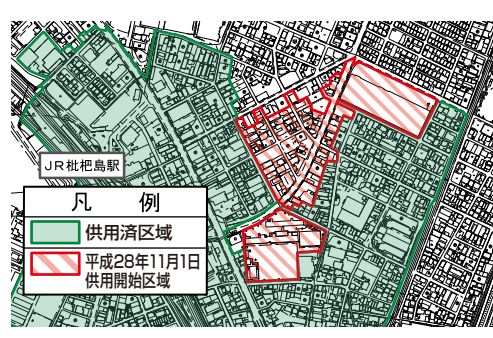 JR枇杷島駅
凡 例
供用済区域
平成28年11月1日
供用開始区域